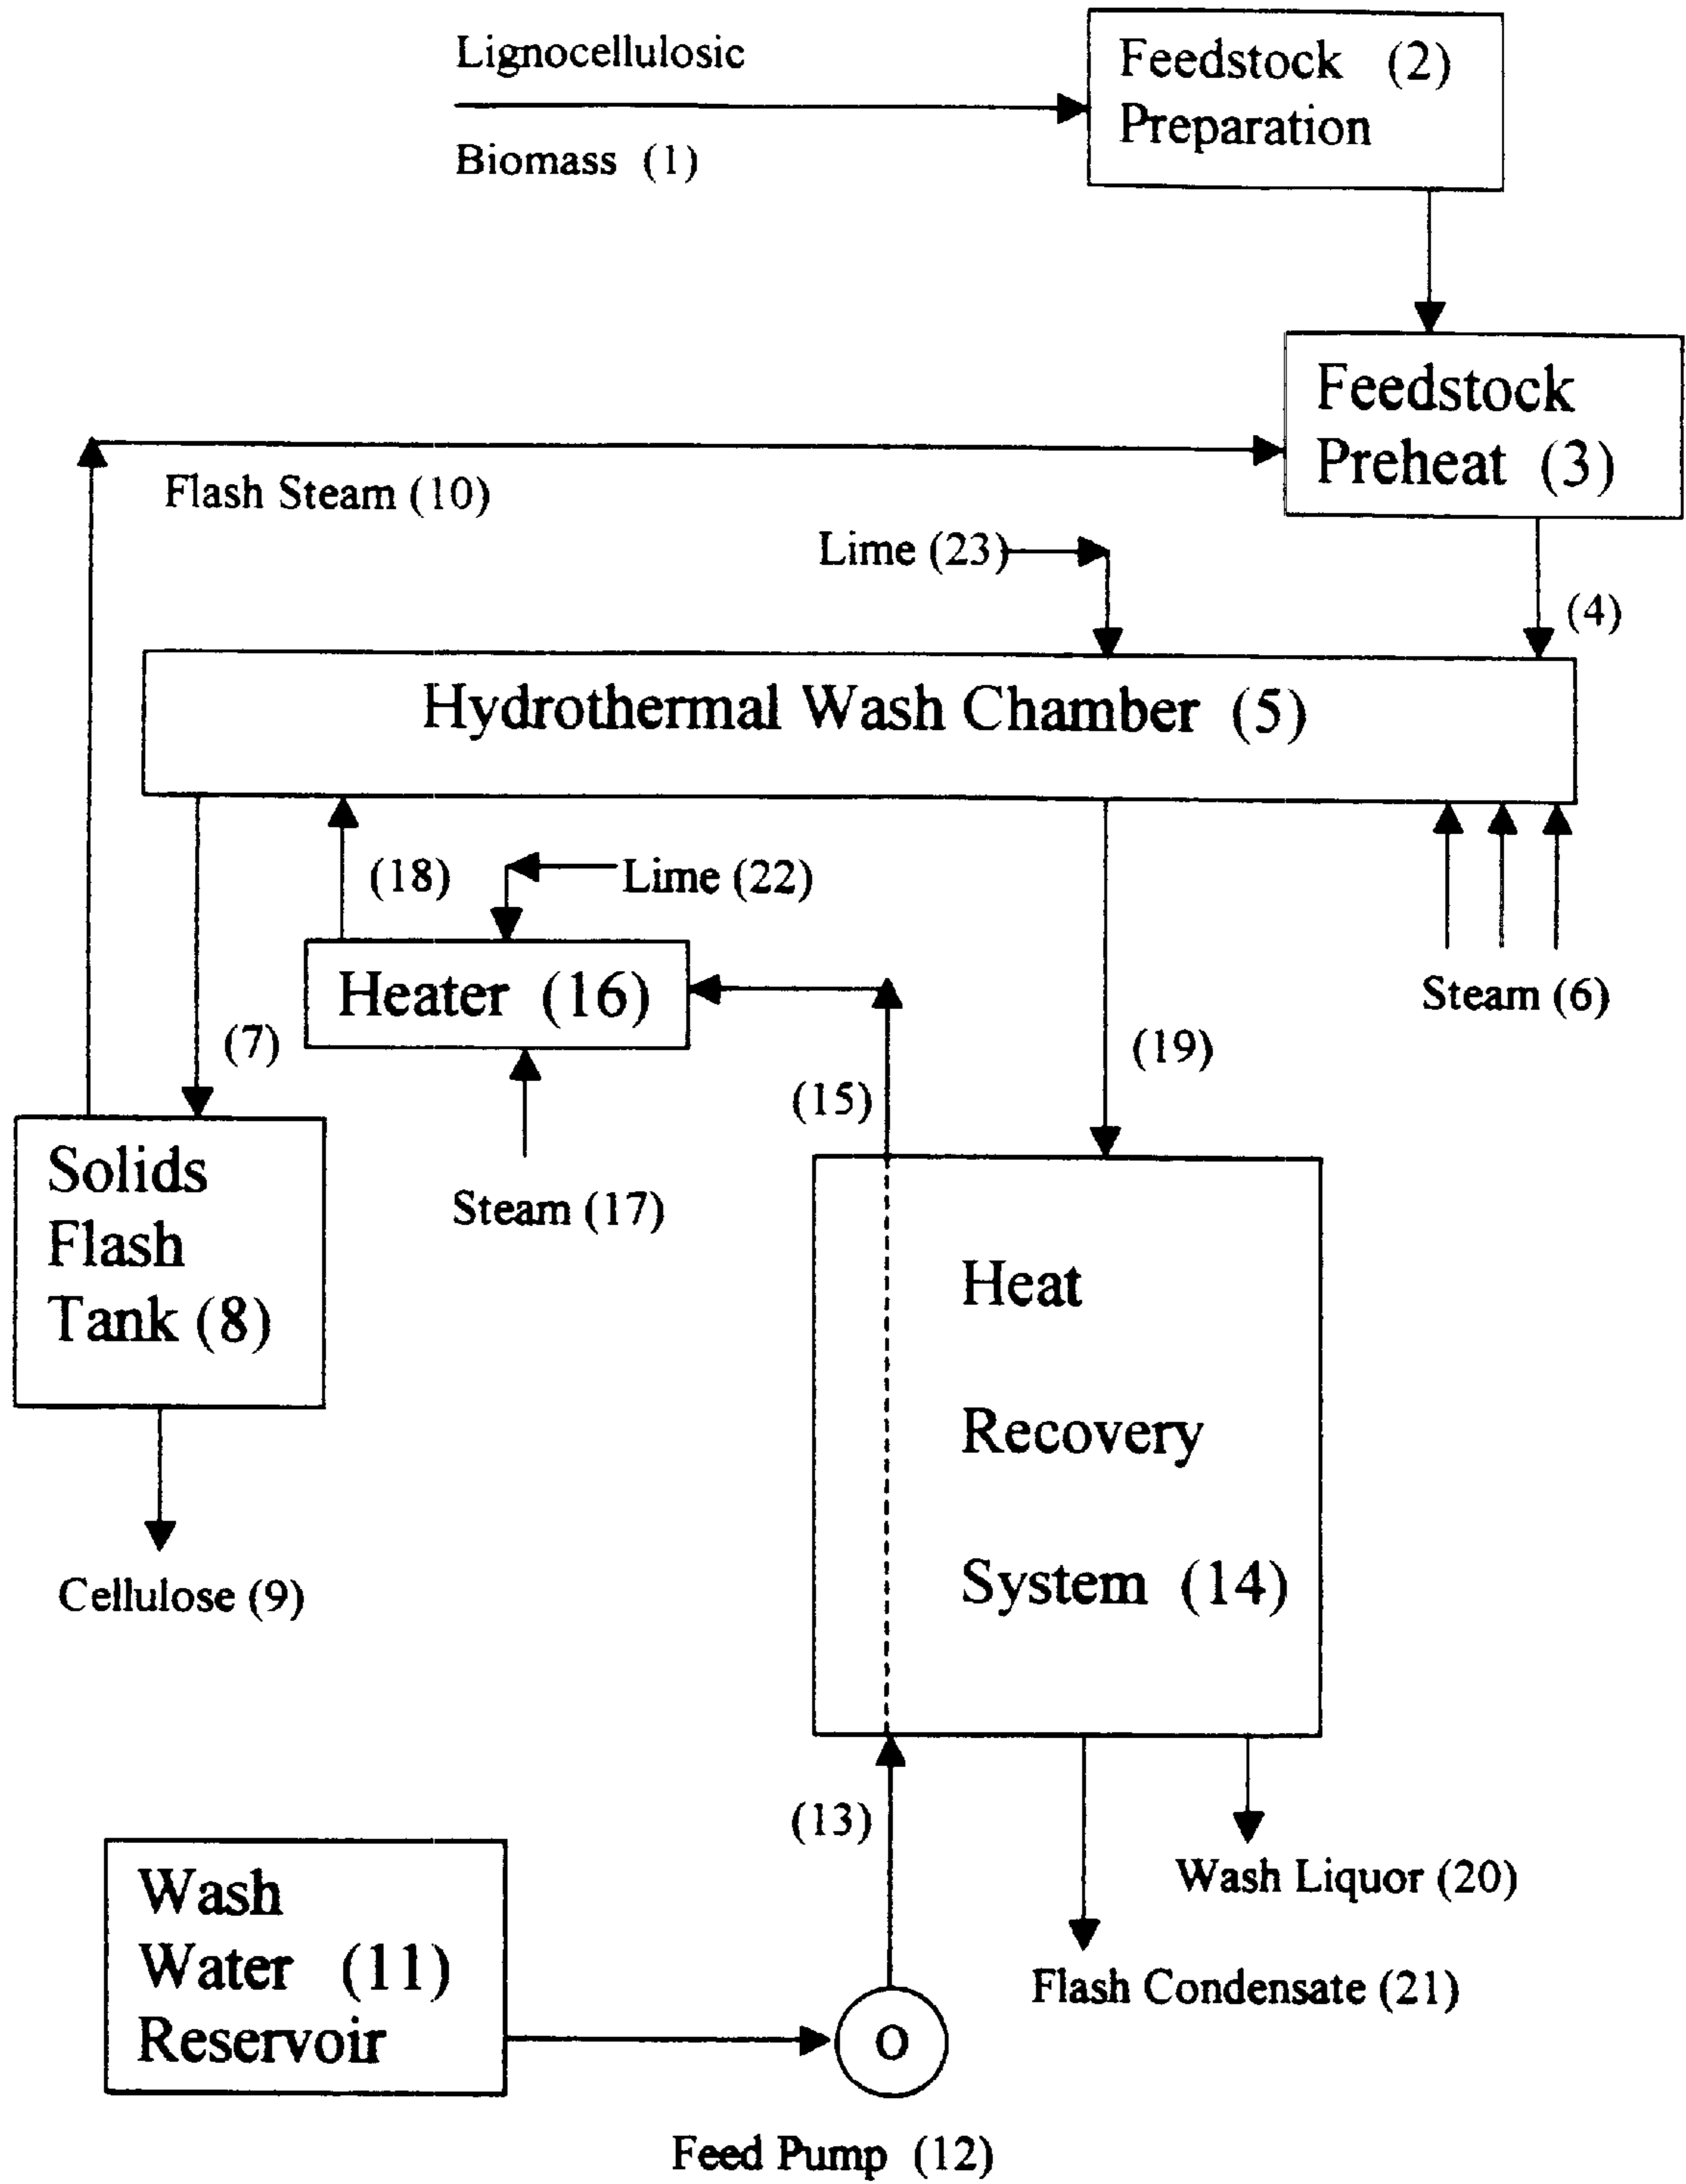 Lignocellulosic
Biomass (1)
Feedstock (2)
Preparation
Feedstock
Preheat (3)
Flash Steam (10)
Lime (23)
(4)
Hydrothermal Wash Chamber (5)
(18)
Lime (22)
Heater (16)
Steam (6)
(7)
(19)
(15)
Solids
Flash
Tank (8)
Steam (17)
Heat
Recovery
System (14)
Cellulose (9)
(13)
Wash Liquor (20)
Wash
Water (11)
Reservoir
Flash Condensate (21)
O
Feed Pump (12)